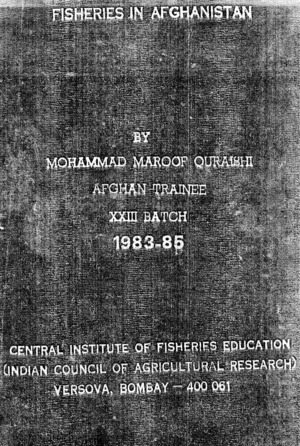 FISHERIES IN AFGHANISTAN
BY
MOHAMMAD MAROOF QURAISHI
AFGHAN TRAINEE
XXIII BATCH
1983-85
CENTRAL INSTITUTE OF FISHERIES EDUCATION
(INDIAN COUNCIL OF AGRICULTURAL RESEARCH)
VERSOVA, BOMBAY — 400 061